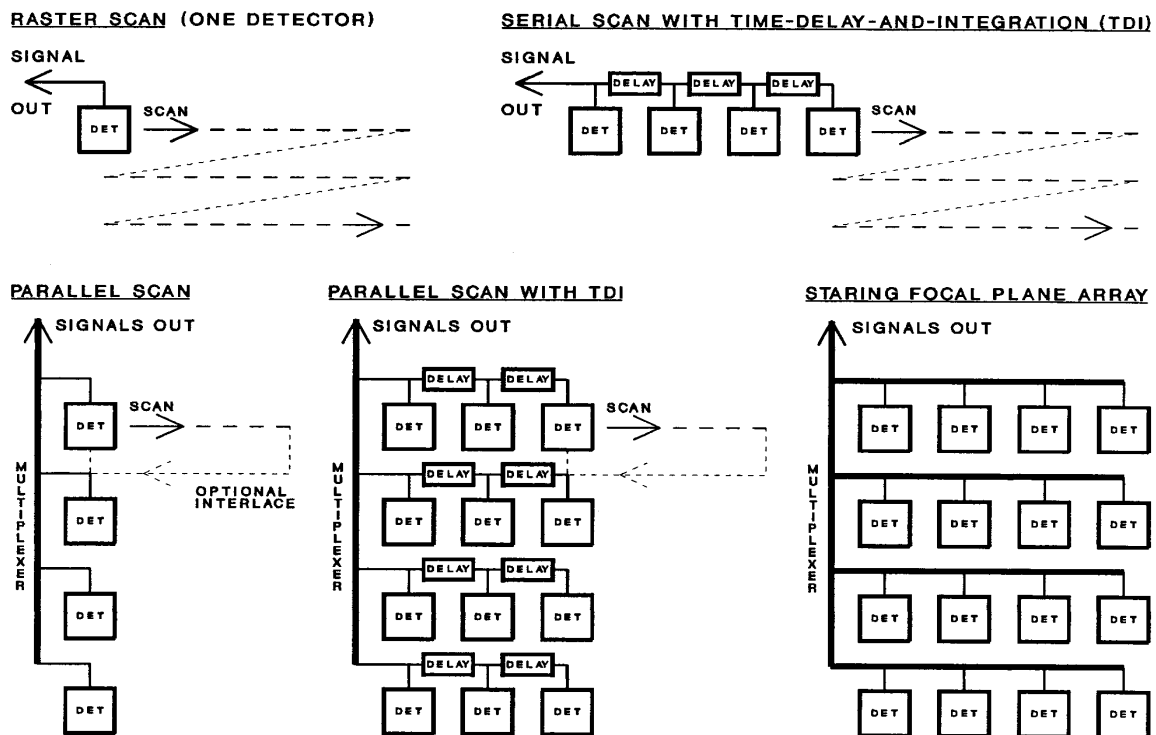 RASTER SCAN (ONE DETECTOR)
SIGNAL
OUT
DET
SCAN
SERIAL SCAN WITH TIME-DELAY-AND-INTEGRATION (TDI)
SIGNAL
OUT
DELAY DELAY DELAY
DET DET DET DET
SCAN
PARALLEL SCAN
SIGNALS OUT
MULTIPLEXER
DET
SCAN
OPTIONAL
INTERLACE
DET
DET
DET
PARALLEL SCAN WITH TDI
SIGNALS OUT
MULTIPLEXER
DELAY DELAY
DET DET DET
SCAN
DELAY DELAY
DET DET DET
DELAY DELAY
DET DET DET
DELAY DELAY
DET DET DET
STARING FOCAL PLANE ARRAY
SIGNALS OUT
MULTIPLEXER
DET DET DET DET
DET DET DET DET
DET DET DET DET
DET DET DET DET